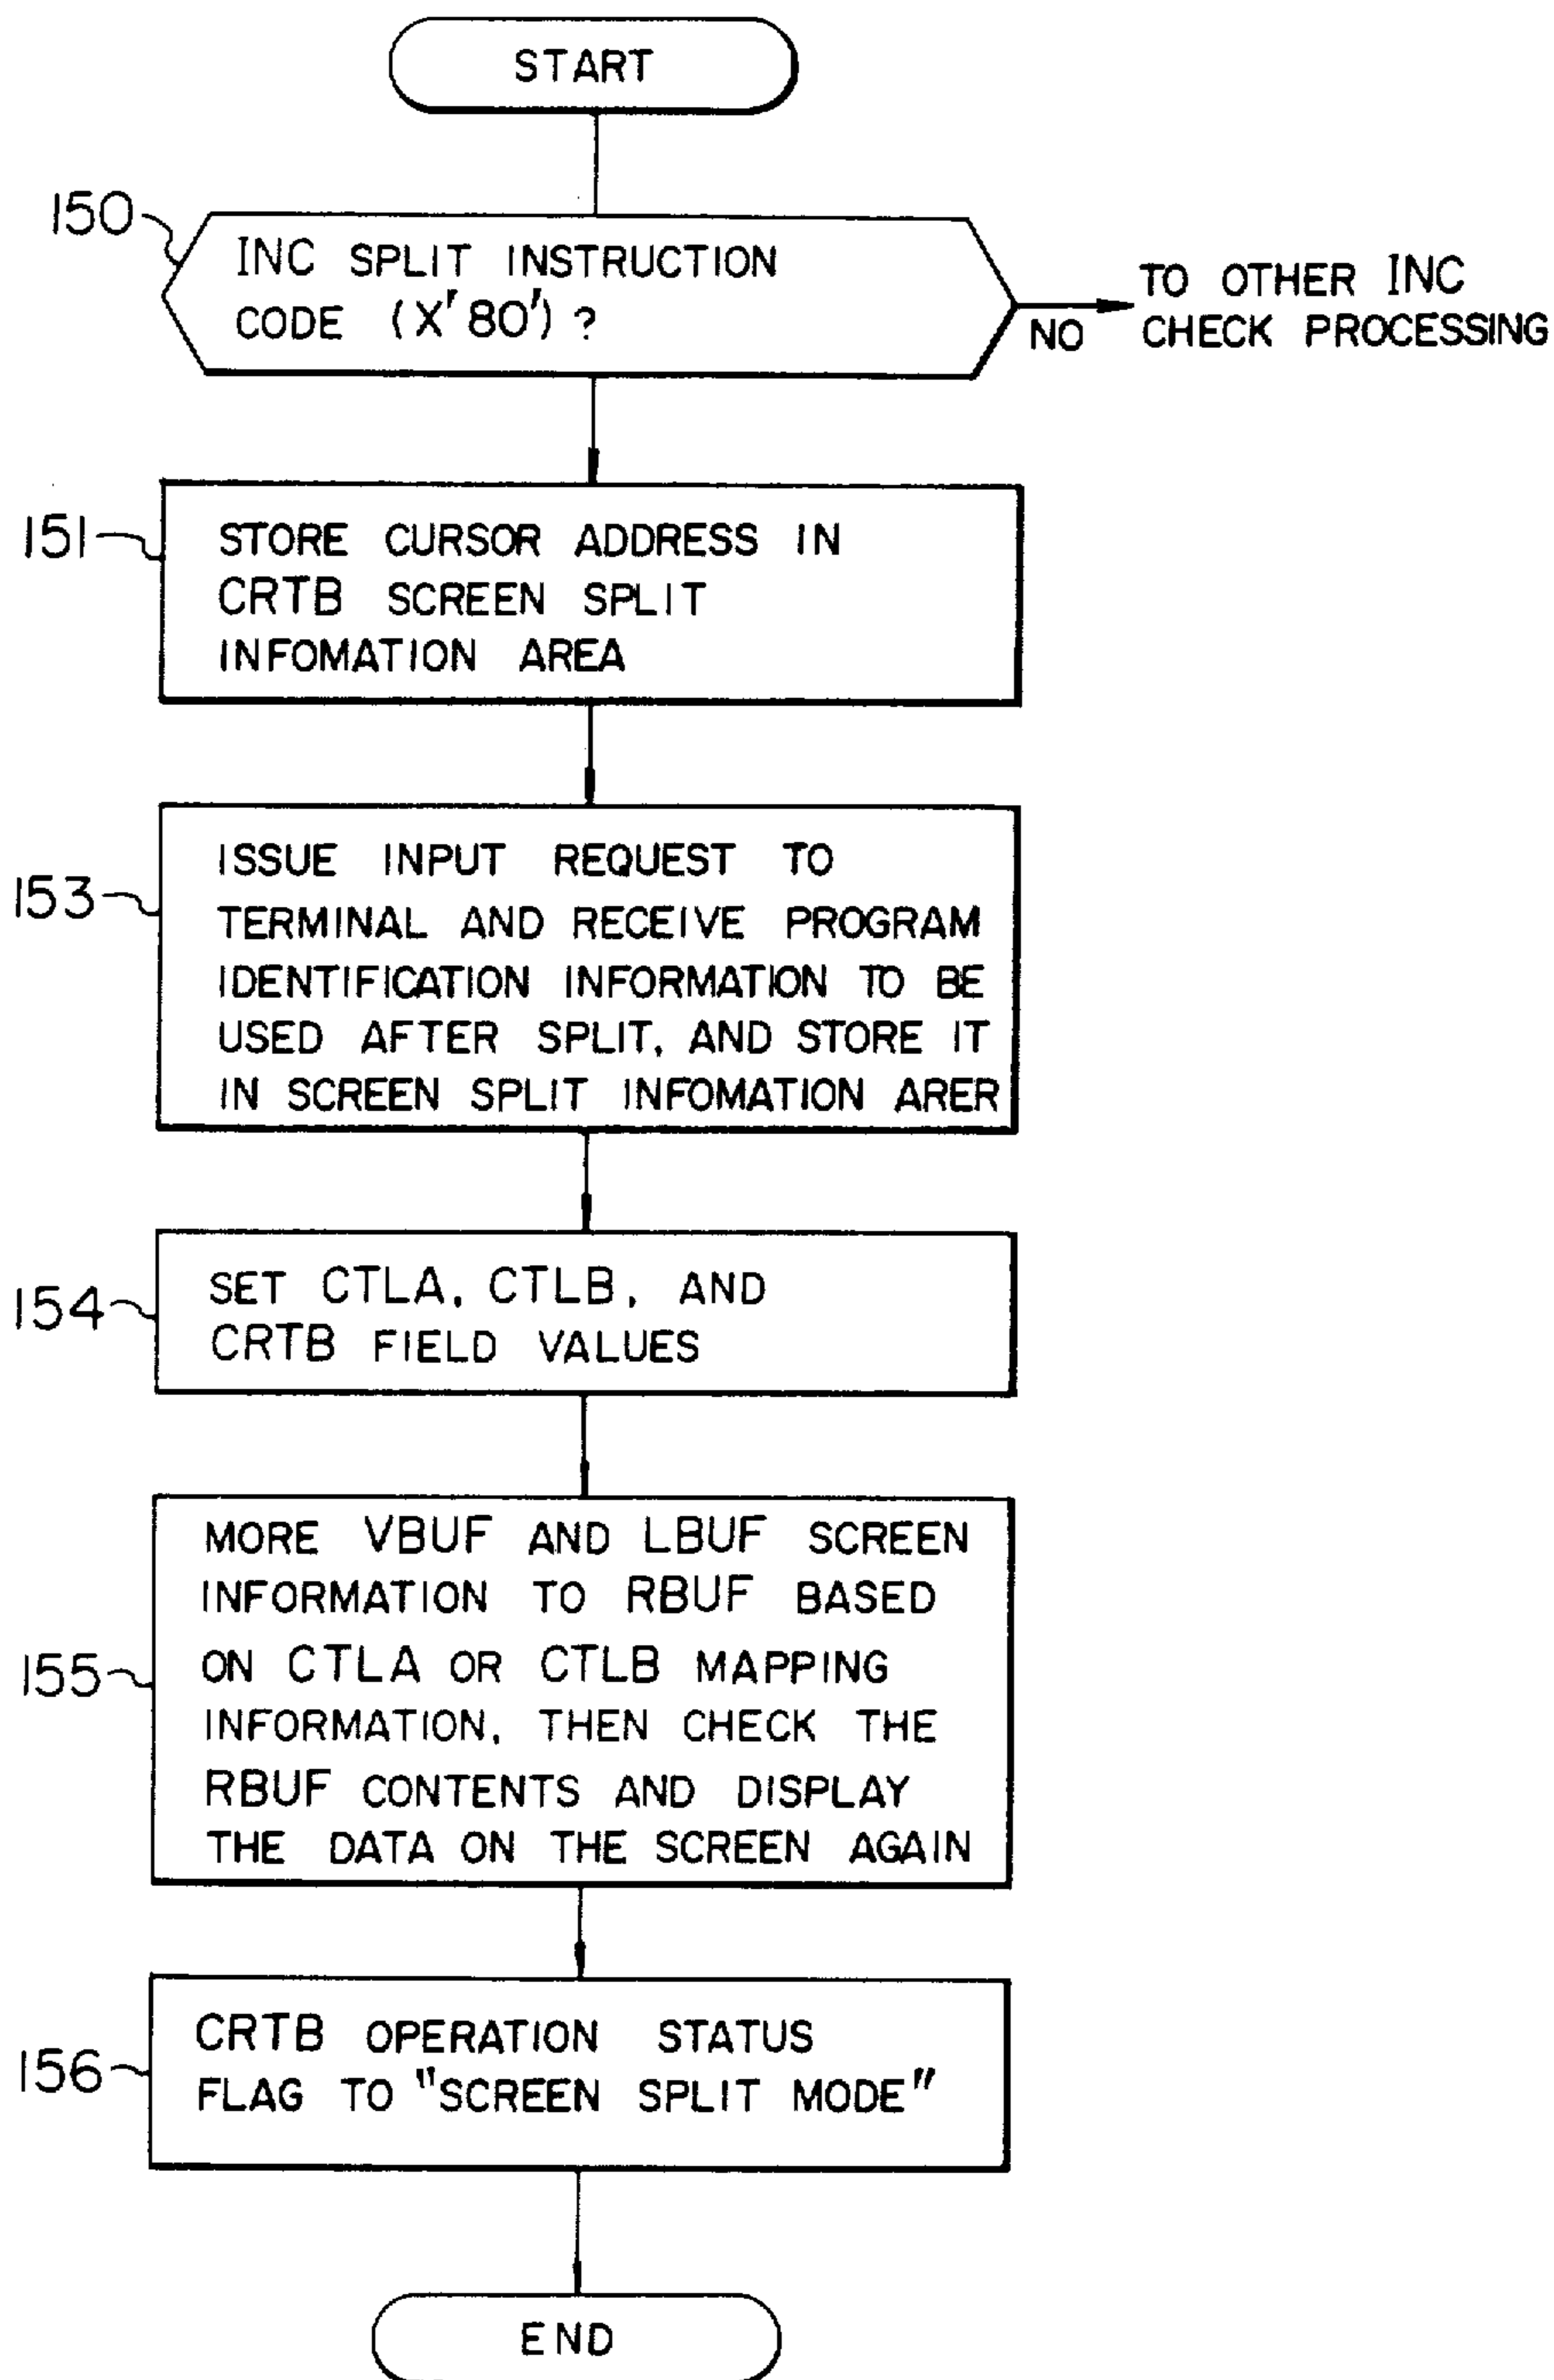 START
150
INC SPLIT INSTRUCTION
CODE (X'80')?
NO
TO OTHER INC
CHECK PROCESSING
151
STORE CURSOR ADDRESS IN
CRTB SCREEN SPLIT
INFOMATION AREA
153
ISSUE INPUT REQUEST TO
TERMINAL AND RECEIVE PROGRAM
IDENTIFICATION INFORMATION TO BE
USED AFTER SPLIT, AND STORE IT
IN SCREEN SPLIT INFOMATION ARER
154
SET CTLA, CTLB, AND
CRTB FIELD VALUES
155
MORE VBUF AND LBUF SCREEN
INFORMATION TO RBUF BASED
ON CTLA OR CTLB MAPPING
INFORMATION, THEN CHECK THE
RBUF CONTENTS AND DISPLAY
THE DATA ON THE SCREEN AGAIN
156
CRTB OPERATION STATUS
FLAG TO "SCREEN SPLIT MODE"
END